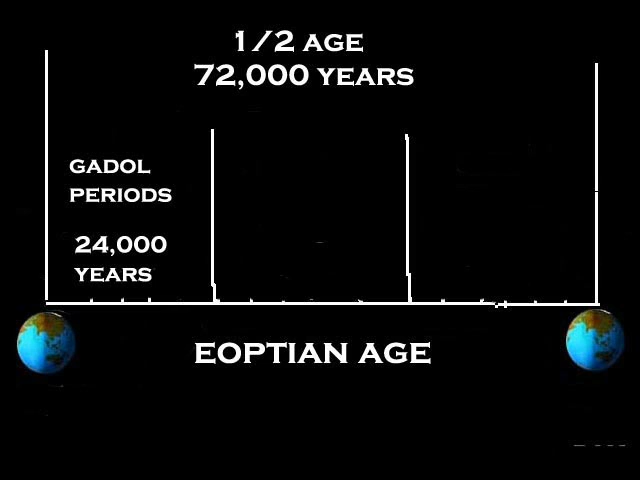 1/2 AGE
72,000 YEARS
GADOL
PERIODS
24,000
YEARS
EOPTIAN AGE